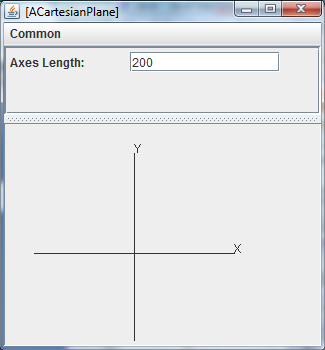 [ACartesianPlane]
Common
Axes Length: 200
Y
X